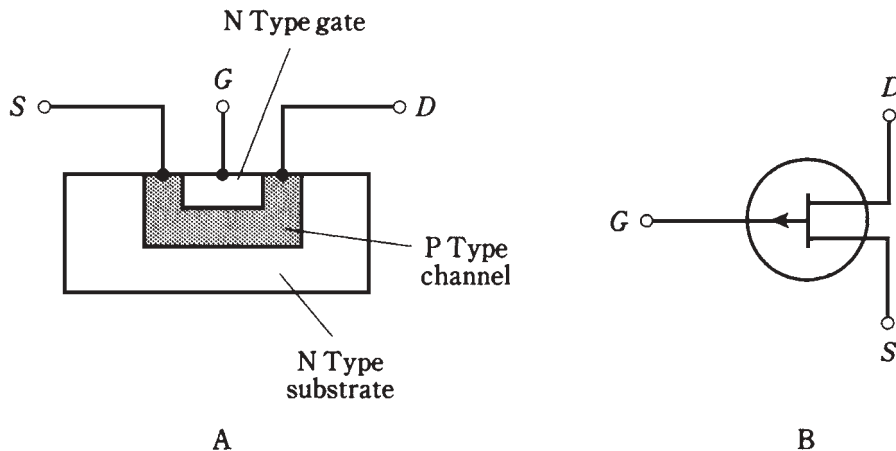 N Type gate
S
G
D
P Type
channel
N Type
substrate
A
D
G
S
B